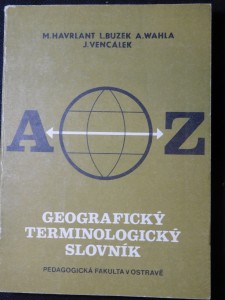 M. HAVRLANT L. BUZEK A. WAHLA
J. VENCÁLEK
A Z
GEOGRAFICKÝ
TERMINOLOGICKÝ
SLOVNÍK
PEDAGOGICKÁ FAKULTA V OSTRAVĚ